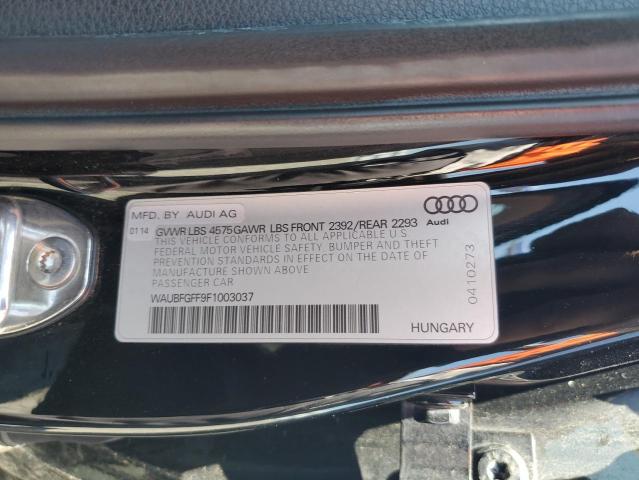 MFD. BY AUDI AG
01 14 GVWR LBS 4575 GAWR LBS FRONT 2392/REAR 2293 Audi
THIS VEHICLE CONFORMS TO ALL APPLICABLE U.S
FEDERAL MOTOR VEHICLE SAFETY, BUMPER AND THEFT
PREVENTION STANDARDS IN EFFECT ON THE DATE OF
MANUFACTURE SHOWN ABOVE
PASSENGER CAR
WAUBFGFF9F1003037
HUNGARY
0410273